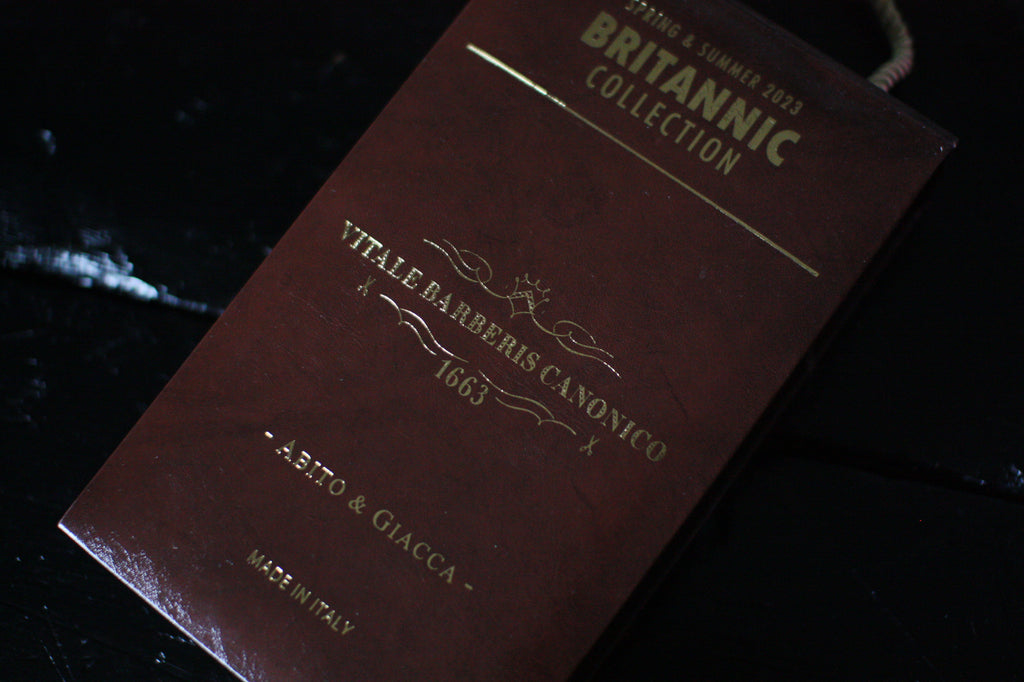 SPRING & SUMMER 2023
BRITANNIC
COLLECTION
VITALE BARBERIS CANONICO
1663
- ABITO & GIACCA -
MADE IN ITALY